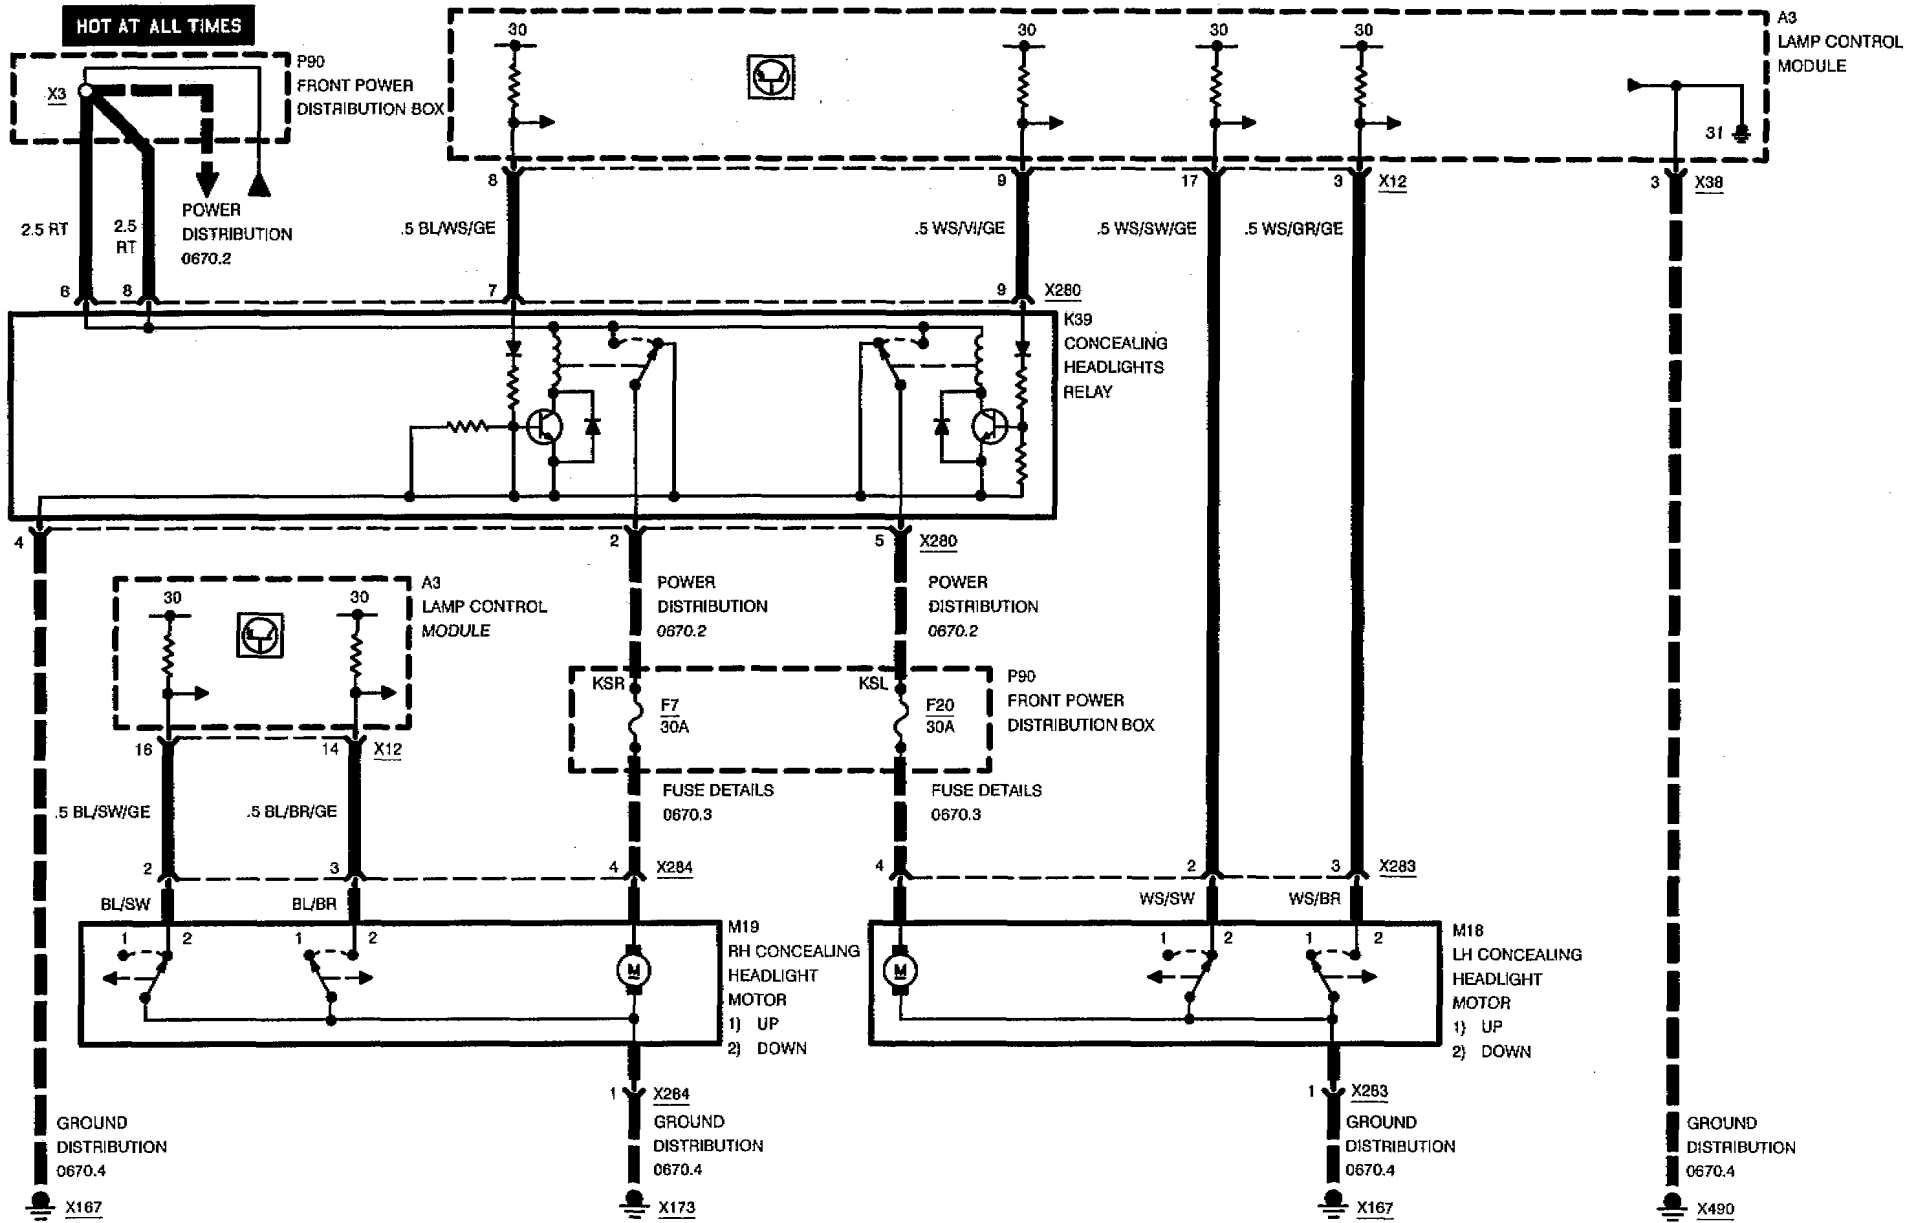 HOT AT ALL TIMES
P90
FRONT POWER
DISTRIBUTION BOX
X3
30
30
30
30
31
A3
LAMP CONTROL
MODULE
8
9
17
3
X12
3
X38
2.5 RT
2.5
RT
POWER
DISTRIBUTION
0670.2
.5 BL/WS/GE
.5 WS/VI/GE
.5 WS/SW/GE
.5 WS/GR/GE
6
8
7
9
X280
K39
CONCEALING
HEADLIGHTS
RELAY
4
2
5
X280
A3
LAMP CONTROL
MODULE
30
30
POWER
DISTRIBUTION
0670.2
POWER
DISTRIBUTION
0670.2
KSR
F7
30A
KSL
F20
30A
P90
FRONT POWER
DISTRIBUTION BOX
16
14
X12
FUSE DETAILS
0670.3
FUSE DETAILS
0670.3
.5 BL/SW/GE
.5 BL/BR/GE
2
3
4
X284
4
2
3
X283
BL/SW
BL/BR
WS/SW
WS/BR
1
2
1
2
M
M19
RH CONCEALING
HEADLIGHT
MOTOR
1) UP
2) DOWN
M
1
2
1
2
M18
LH CONCEALING
HEADLIGHT
MOTOR
1) UP
2) DOWN
1
X284
1
X283
GROUND
DISTRIBUTION
0670.4
GROUND
DISTRIBUTION
0670.4
GROUND
DISTRIBUTION
0670.4
GROUND
DISTRIBUTION
0670.4
X167
X173
X167
X490